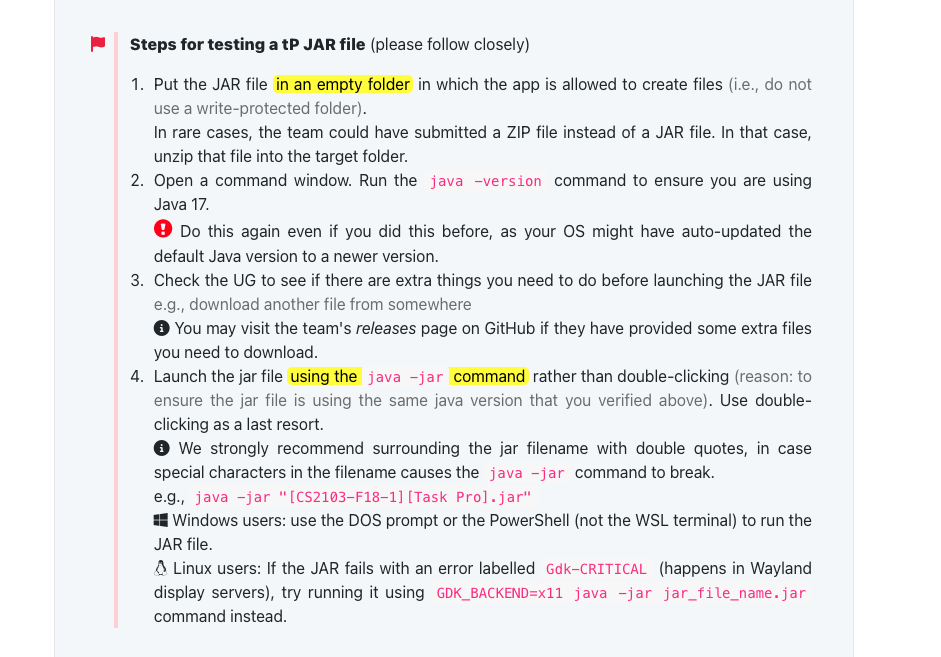 Steps for testing a tP JAR file (please follow closely)
1. Put the JAR file in an empty folder in which the app is allowed to create files (i.e., do not
use a write-protected folder).
In rare cases, the team could have submitted a ZIP file instead of a JAR file. In that case,
unzip that file into the target folder.
2. Open a command window. Run the java -version command to ensure you are using
Java 17.
Do this again even if you did this before, as your OS might have auto-updated the
default Java version to a newer version.
3. Check the UG to see if there are extra things you need to do before launching the JAR file
e.g., download another file from somewhere
You may visit the team's releases page on GitHub if they have provided some extra files
you need to download.
4. Launch the jar file using the java -jar command rather than double-clicking (reason: to
ensure the jar file is using the same java version that you verified above). Use double-
clicking as a last resort.
We strongly recommend surrounding the jar filename with double quotes, in case
special characters in the filename causes the java -jar command to break.
e.g., java -jar "[CS2103-F18-1][Task Pro].jar"
Windows users: use the DOS prompt or the PowerShell (not the WSL terminal) to run the
JAR file.
Linux users: If the JAR fails with an error labelled Gdk-CRITICAL (happens in Wayland
display servers), try running it using GDK_BACKEND=x11 java -jar jar_file_name.jar
command instead.